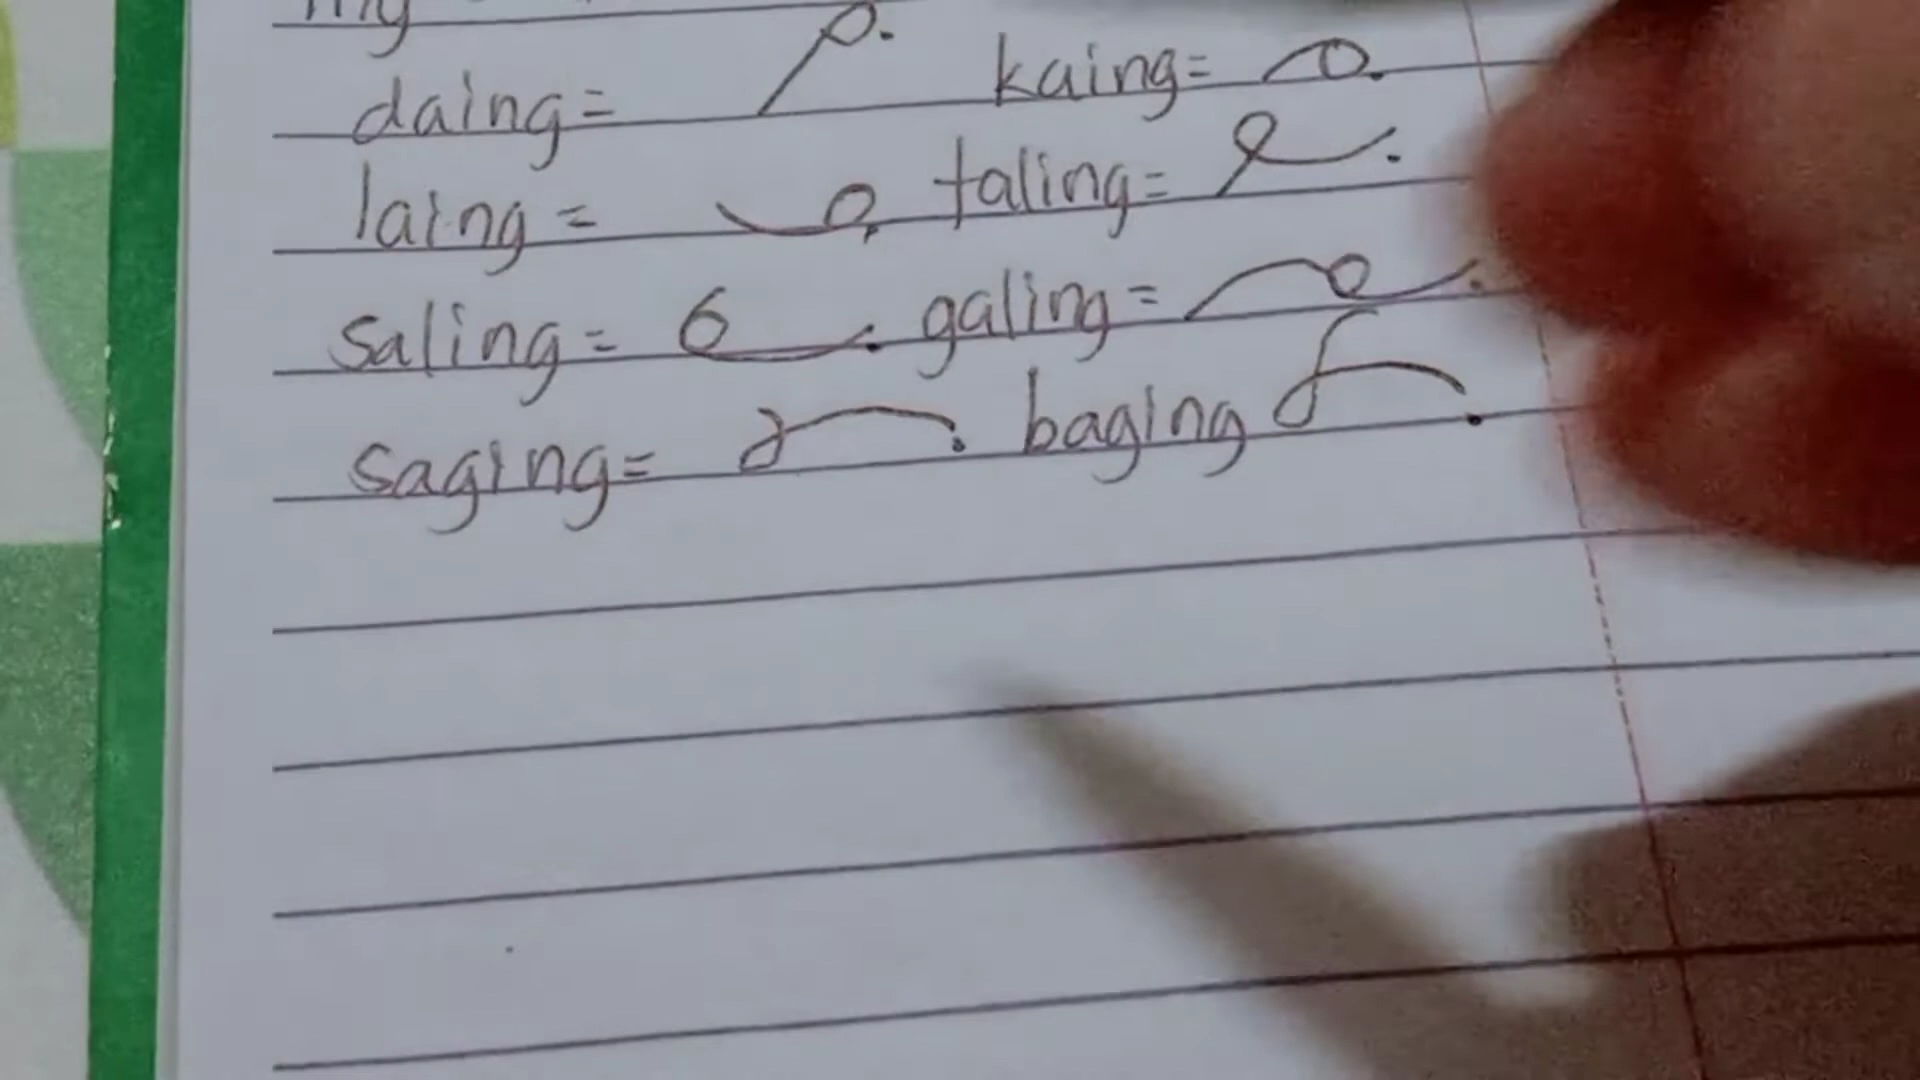 daing= kaing=
laing = taling=
saling= galing=
saging= baging